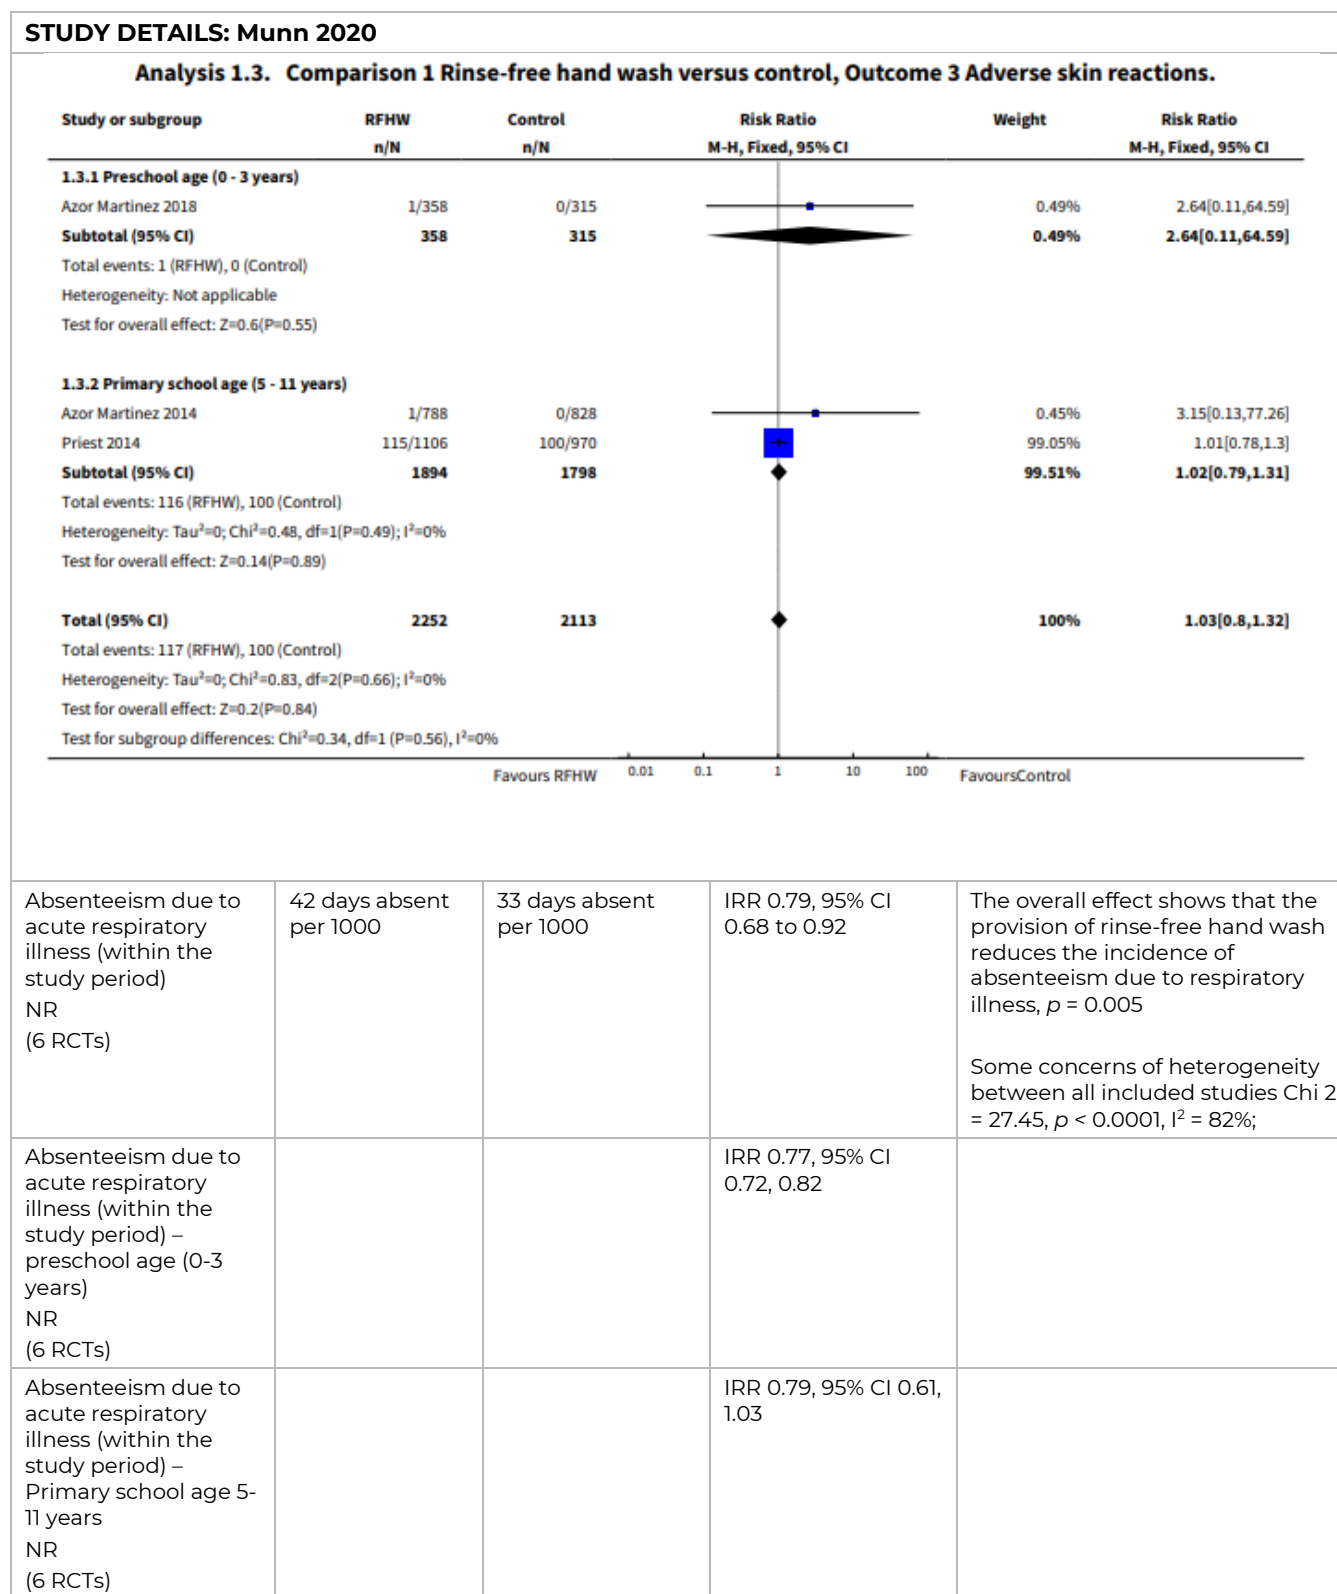 STUDY DETAILS: Munn 2020
Analysis 1.3. Comparison 1 Rinse-free hand wash versus control, Outcome 3 Adverse skin reactions.
Study or subgroup RFHW Control Risk Ratio Weight Risk Ratio
n/N n/N M-H, Fixed, 95% CI M-H, Fixed, 95% CI
1.3.1 Preschool age (0 - 3 years)
Azor Martinez 2018 1/358 0/315 0.49% 2.64[0.11,64.59]
Subtotal (95% CI) 358 315 0.49% 2.64[0.11,64.59]
Total events: 1 (RFHW), 0 (Control)
Heterogeneity: Not applicable
Test for overall effect: Z=0.6(P=0.55)
1.3.2 Primary school age (5 - 11 years)
Azor Martinez 2014 1/788 0/828 0.45% 3.15[0.13,77.26]
Priest 2014 115/1106 100/970 99.05% 1.01[0.78,1.3]
Subtotal (95% CI) 1894 1798 99.51% 1.02[0.79,1.31]
Total events: 116 (RFHW), 100 (Control)
Heterogeneity: Tau²=0; Chi²=0.48, df=1(P=0.49); I²=0%
Test for overall effect: Z=0.14(P=0.89)
Total (95% CI) 2252 2113 100% 1.03[0.8,1.32]
Total events: 117 (RFHW), 100 (Control)
Heterogeneity: Tau²=0; Chi²=0.83, df=2(P=0.66); I²=0%
Test for overall effect: Z=0.2(P=0.84)
Test for subgroup differences: Chi²=0.34, df=1 (P=0.56), I²=0%
Favours RFHW 0.01 0.1 1 10 100 FavoursControl
Absenteeism due to
acute respiratory
illness (within the
study period)
NR
(6 RCTs)
42 days absent
per 1000
33 days absent
per 1000
IRR 0.79, 95% CI
0.68 to 0.92
The overall effect shows that the
provision of rinse-free hand wash
reduces the incidence of
absenteeism due to respiratory
illness, p = 0.005
Some concerns of heterogeneity
between all included studies Chi 2
= 27.45, p < 0.0001, I² = 82%;
Absenteeism due to
acute respiratory
illness (within the
study period) –
preschool age (0-3
years)
NR
(6 RCTs)
IRR 0.77, 95% CI
0.72, 0.82
Absenteeism due to
acute respiratory
illness (within the
study period) –
Primary school age 5-
11 years
NR
(6 RCTs)
IRR 0.79, 95% CI 0.61,
1.03